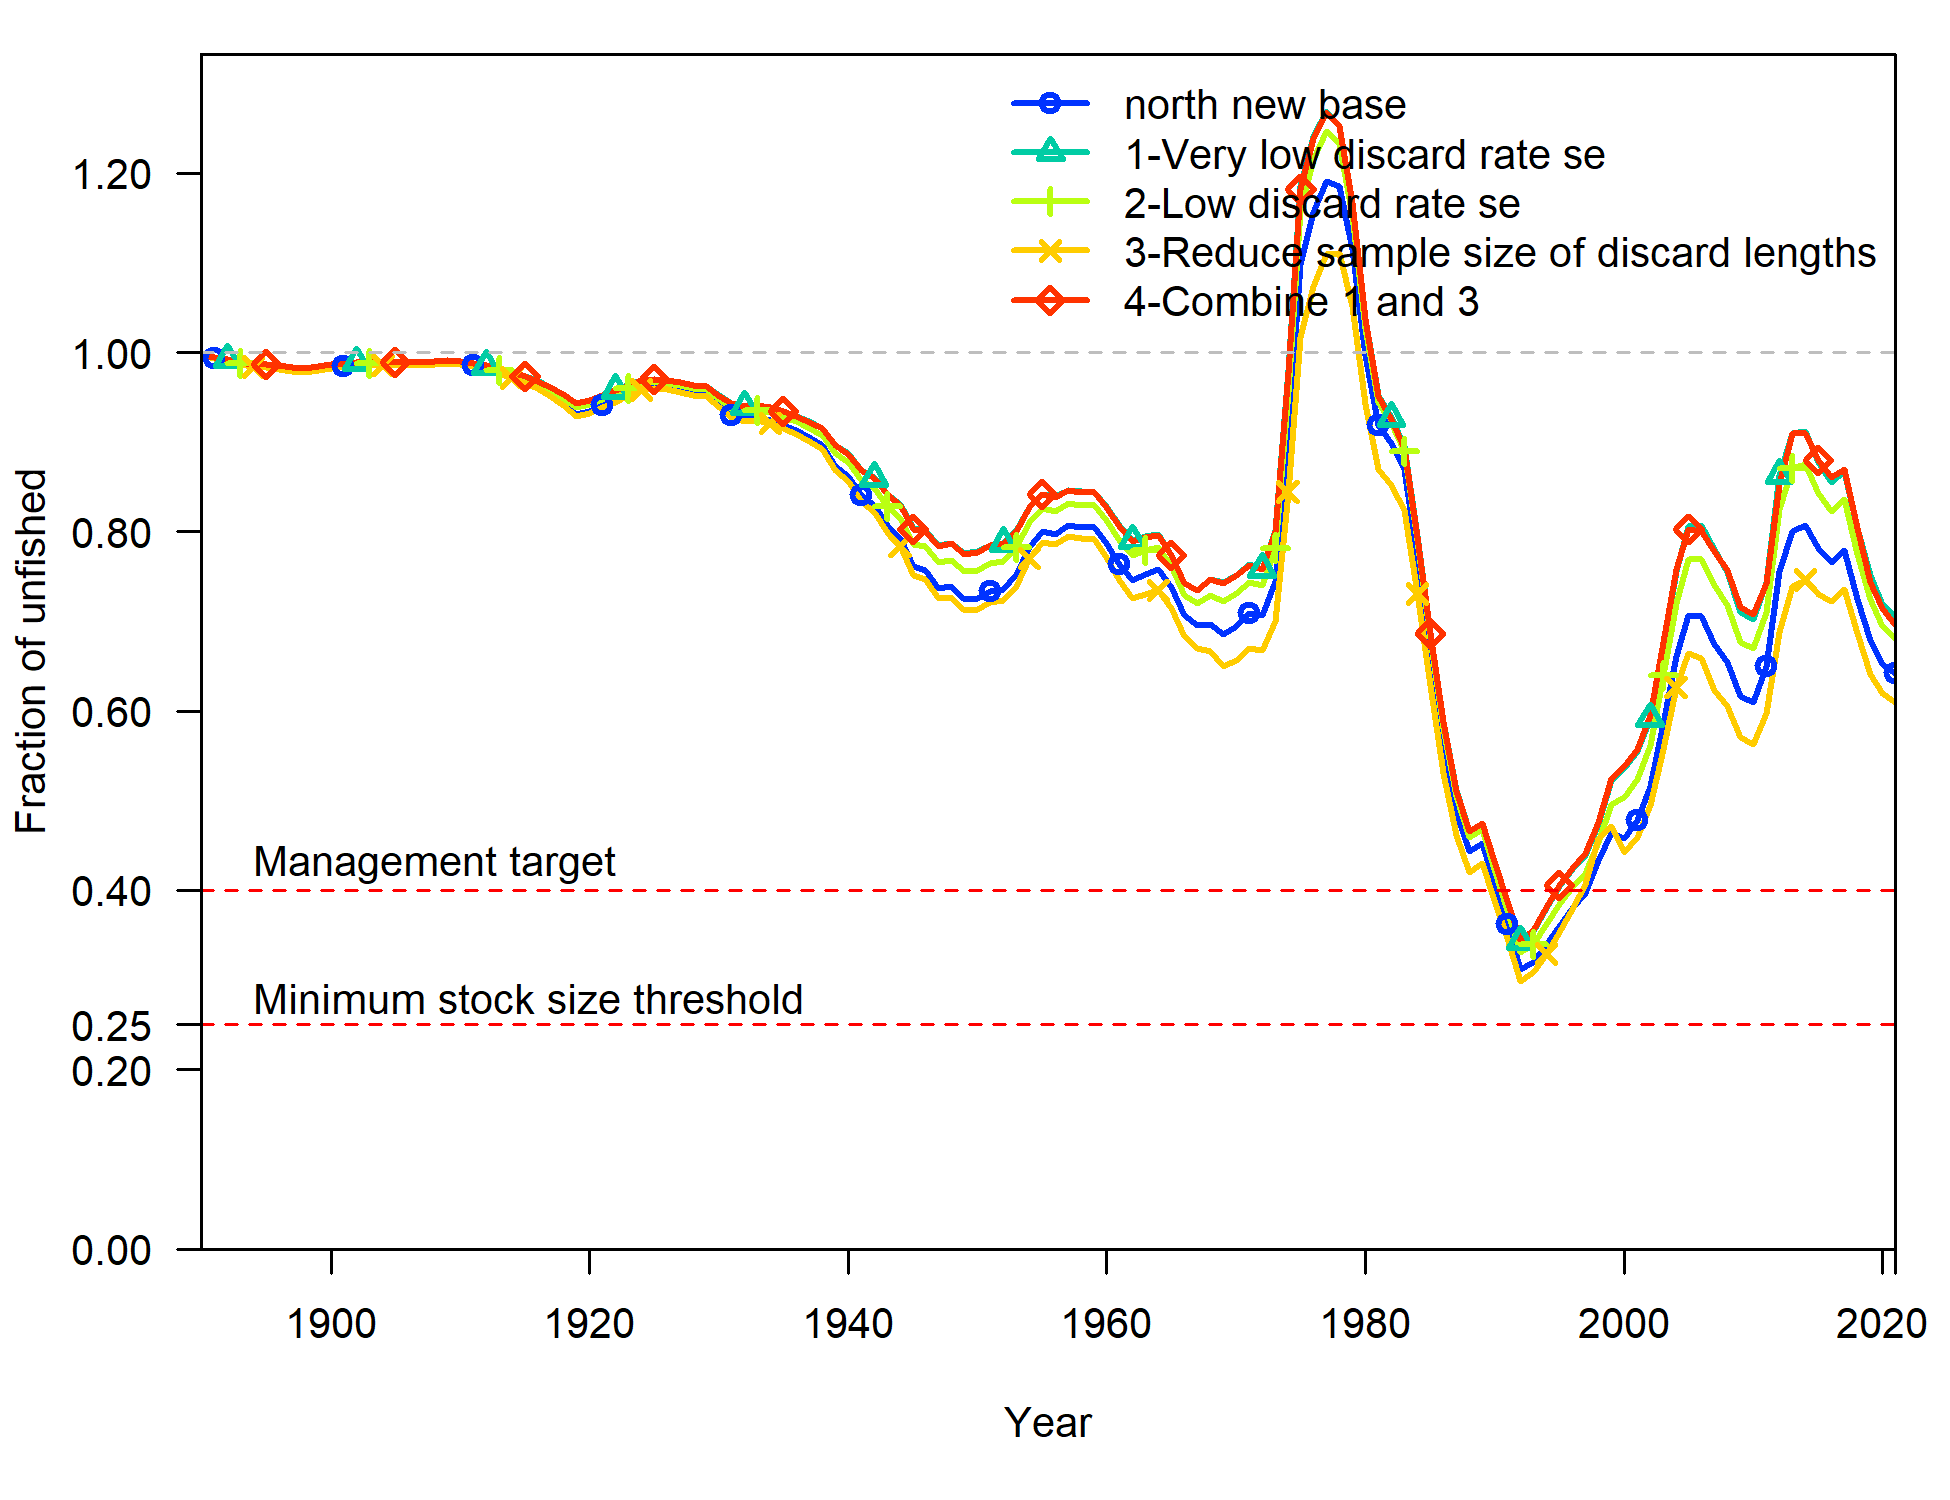 north new base
1-Very low discard rate se
2-Low discard rate se
3-Reduce sample size of discard lengths
4-Combine 1 and 3
1.20
1.00
0.80
0.60
0.40
0.25
0.20
0.00
Fraction of unfished
Management target
Minimum stock size threshold
1900 1920 1940 1960 1980 2000 2020
Year